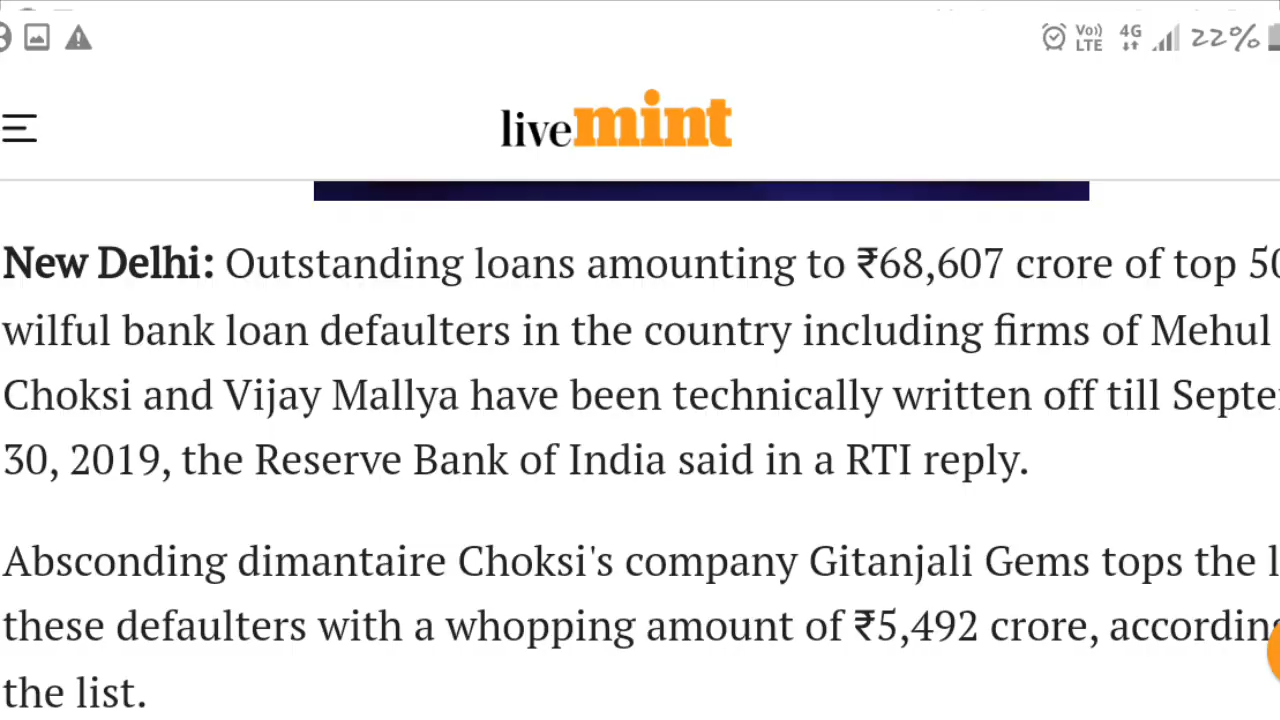 Vo)) LTE 4G 22%
livemint
New Delhi: Outstanding loans amounting to ₹68,607 crore of top 50
wilful bank loan defaulters in the country including firms of Mehul
Choksi and Vijay Mallya have been technically written off till Septe
30, 2019, the Reserve Bank of India said in a RTI reply.
Absconding dimantaire Choksi's company Gitanjali Gems tops the l
these defaulters with a whopping amount of ₹5,492 crore, accordin
the list.